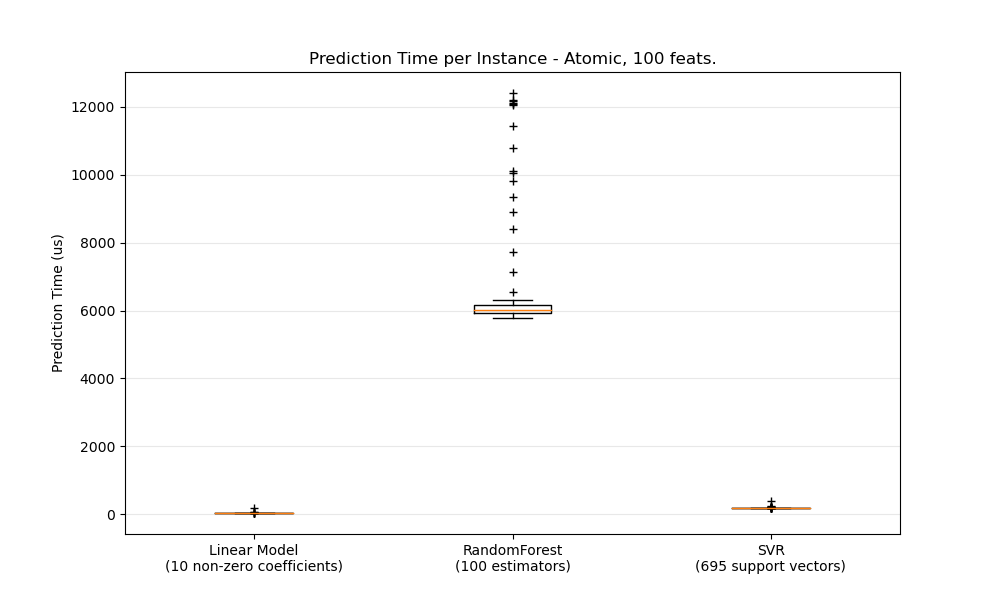 Prediction Time per Instance - Atomic, 100 feats.
Prediction Time (us)
12000
10000
8000
6000
4000
2000
0
Linear Model
(10 non-zero coefficients)
RandomForest
(100 estimators)
SVR
(695 support vectors)